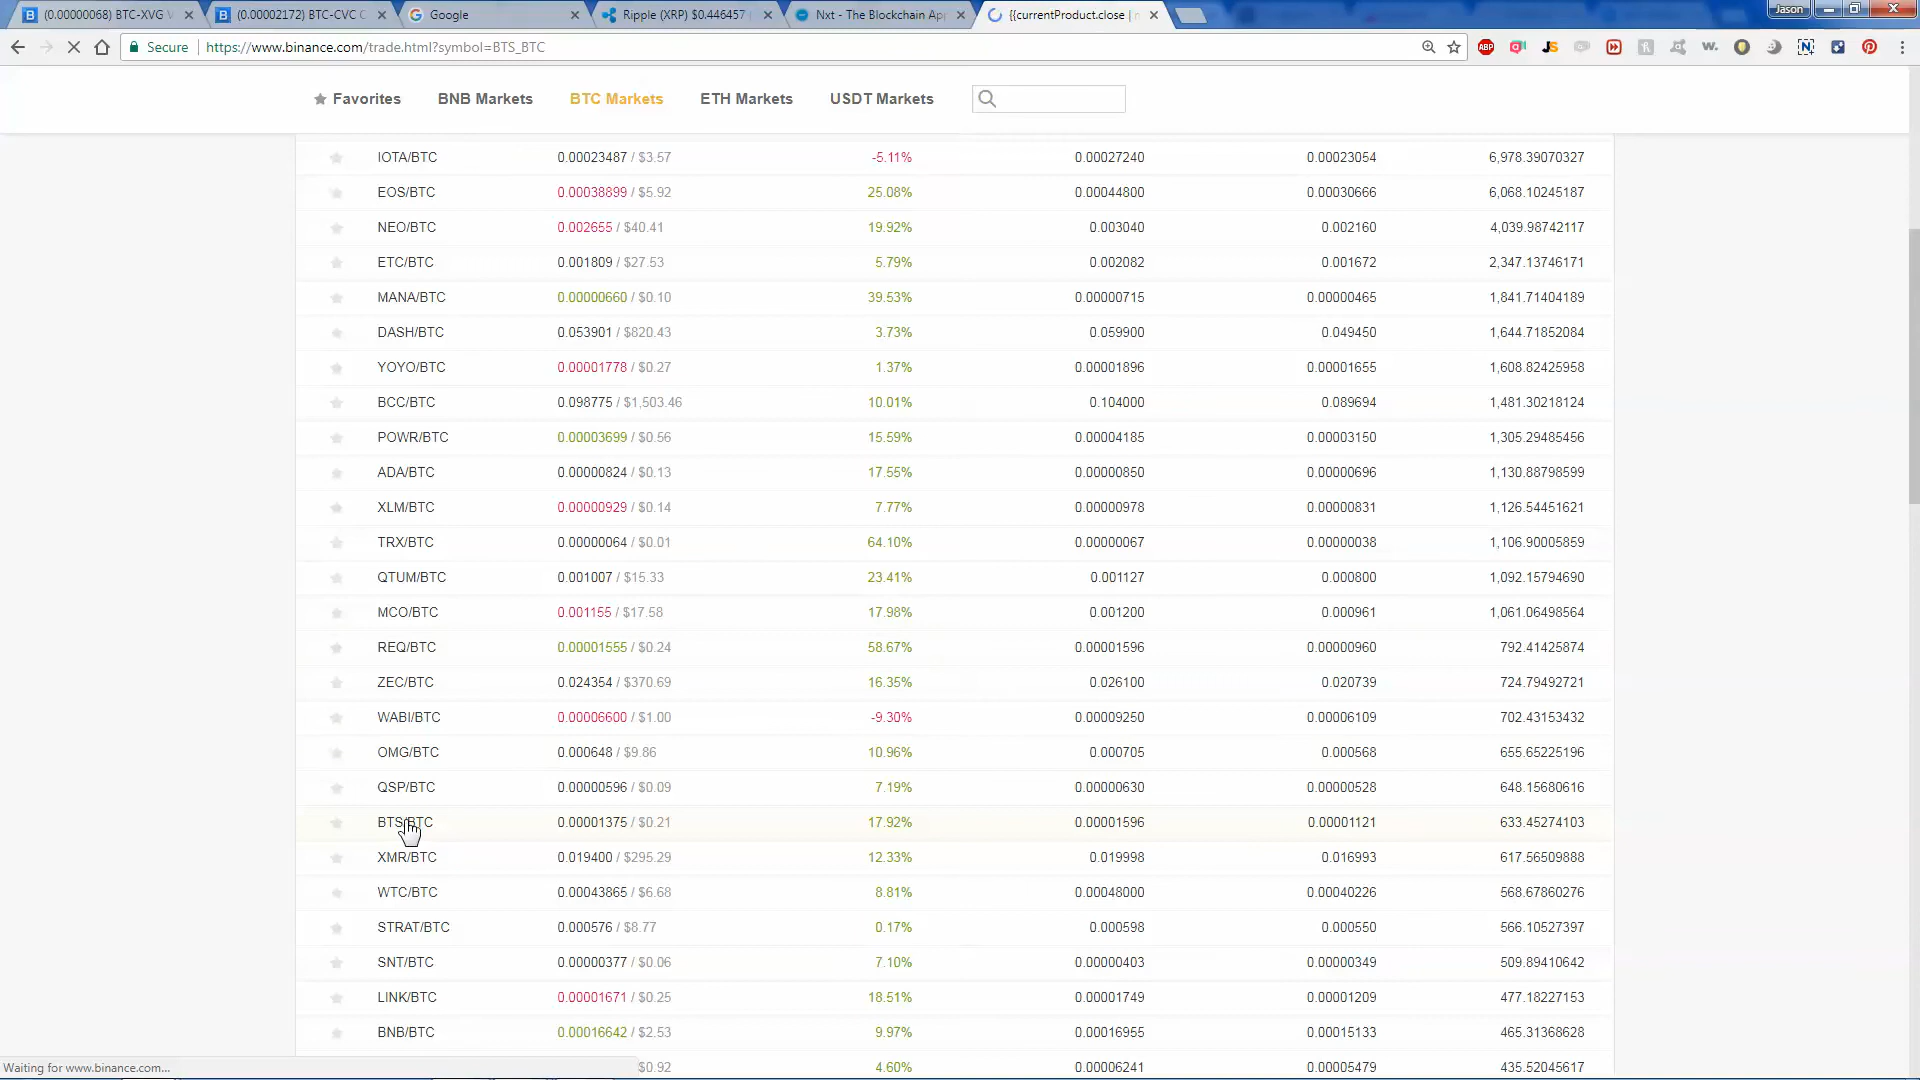 (0.00000068) BTC-XVG V
(0.00002172) BTC-CVC C
Google
Ripple (XRP) $0.446457
Nxt - The Blockchain App
{{currentProduct.close | n
Jason
Secure
https://www.binance.com/trade.html?symbol=BTS_BTC
Favorites BNB Markets BTC Markets ETH Markets USDT Markets
IOTA/BTC 0.00023487 / $3.57 -5.11% 0.00027240 0.00023054 6,978.39070327
EOS/BTC 0.00038899 / $5.92 25.08% 0.00044800 0.00030666 6,068.10245187
NEO/BTC 0.002655 / $40.41 19.92% 0.003040 0.002160 4,039.98742117
ETC/BTC 0.001809 / $27.53 5.79% 0.002082 0.001672 2,347.13746171
MANA/BTC 0.00000660 / $0.10 39.53% 0.00000715 0.00000465 1,841.71404189
DASH/BTC 0.053901 / $820.43 3.73% 0.059900 0.049450 1,644.71852084
YOYO/BTC 0.00001778 / $0.27 1.37% 0.00001896 0.00001655 1,608.82425958
BCC/BTC 0.098775 / $1,503.46 10.01% 0.104000 0.089694 1,481.30218124
POWR/BTC 0.00003699 / $0.56 15.59% 0.00004185 0.00003150 1,305.29485456
ADA/BTC 0.00000824 / $0.13 17.55% 0.00000850 0.00000696 1,130.88798599
XLM/BTC 0.00000929 / $0.14 7.77% 0.00000978 0.00000831 1,126.54451621
TRX/BTC 0.00000064 / $0.01 64.10% 0.00000067 0.00000038 1,106.90005859
QTUM/BTC 0.001007 / $15.33 23.41% 0.001127 0.000800 1,092.15794690
MCO/BTC 0.001155 / $17.58 17.98% 0.001200 0.000961 1,061.06498564
REQ/BTC 0.00001555 / $0.24 58.67% 0.00001596 0.00000960 792.41425874
ZEC/BTC 0.024354 / $370.69 16.35% 0.026100 0.020739 724.79492721
WABI/BTC 0.00006600 / $1.00 -9.30% 0.00009250 0.00006109 702.43153432
OMG/BTC 0.000648 / $9.86 10.96% 0.000705 0.000568 655.65225196
QSP/BTC 0.00000596 / $0.09 7.19% 0.00000630 0.00000528 648.15680616
BTS/BTC 0.00001375 / $0.21 17.92% 0.00001596 0.00001121 633.45274103
XMR/BTC 0.019400 / $295.29 12.33% 0.019998 0.016993 617.56509888
WTC/BTC 0.00043865 / $6.68 8.81% 0.00048000 0.00040226 568.67860276
STRAT/BTC 0.000576 / $8.77 0.17% 0.000598 0.000550 566.10527397
SNT/BTC 0.00000377 / $0.06 7.10% 0.00000403 0.00000349 509.89410642
LINK/BTC 0.00001671 / $0.25 18.51% 0.00001749 0.00001209 477.18227153
BNB/BTC 0.00016642 / $2.53 9.97% 0.00016955 0.00015133 465.31368628
$0.92 4.60% 0.00006241 0.00005479 435.52045617
Waiting for www.binance.com...